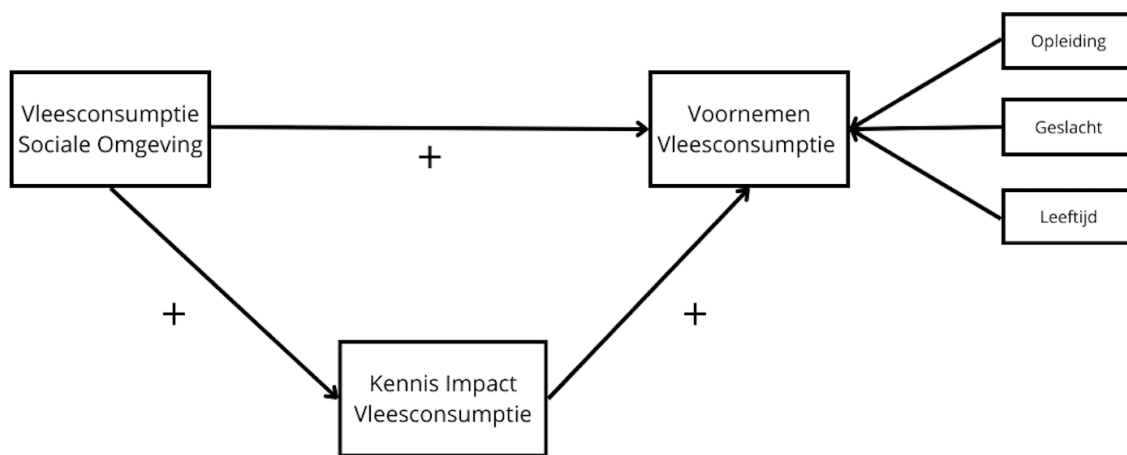 Vleesconsumptie
Sociale Omgeving
+
Voornemen
Vleesconsumptie
Opleiding
Geslacht
Leeftijd
+
+
Kennis Impact
Vleesconsumptie